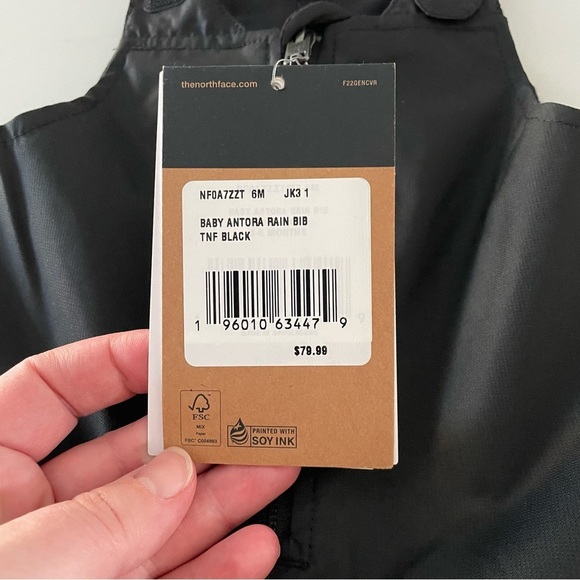 thenorthface.com F22GENCVR
NF0A7ZZT 6M JK3 1
BABY ANTORA RAIN BIB
TNF BLACK
1 96010 63447 9
$79.99
FSC
MIX
Paper
FSC® C004993
PRINTED WITH
SOY INK